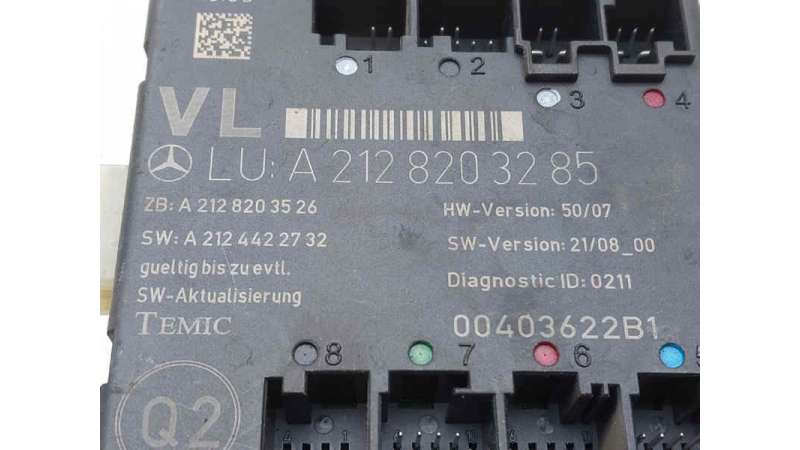 1 2
3 4
VL
LU: A 212 820 32 85
ZB: A 212 820 35 26 HW-Version: 50/07
SW: A 212 442 27 32 SW-Version: 21/08_00
gueltig bis zu evtl. Diagnostic ID: 0211
SW-Aktualisierung
TEMIC 00403622B1
8 7 6 5
Q2